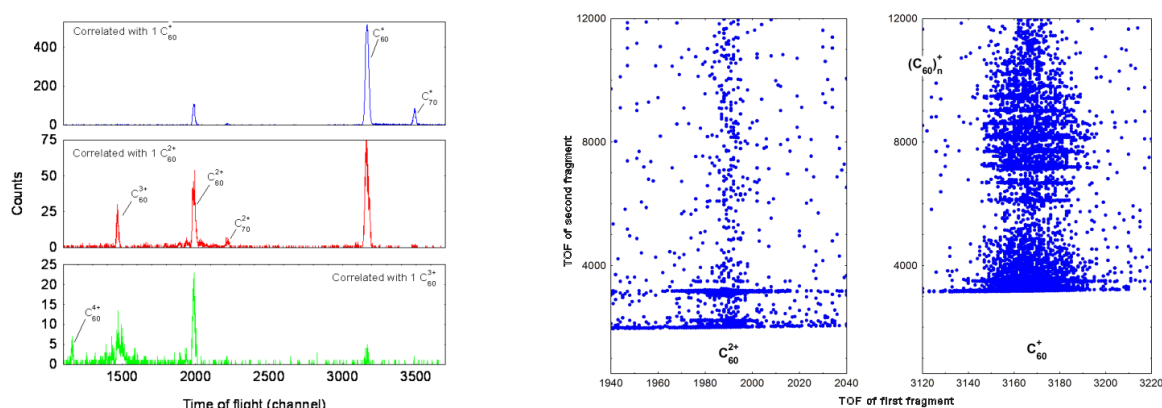 Correlated with 1 C₆₀⁺
C₆₀⁺
C₇₀⁺
400
200
0
Correlated with 1 C₆₀²⁺
C₆₀³⁺
C₆₀²⁺
C₇₀²⁺
75
50
25
0
Counts
Correlated with 1 C₆₀³⁺
C₆₀⁴⁺
25
20
15
10
5
0
1500 2000 2500 3000 3500
Time of flight (channel)
12000
8000
4000
TOF of second fragment
C₆₀²⁺
1940 1960 1980 2000 2020 2040
12000
(C₆₀)ₙ⁺
8000
4000
C₆₀⁺
3120 3140 3160 3180 3200 3220
TOF of first fragment